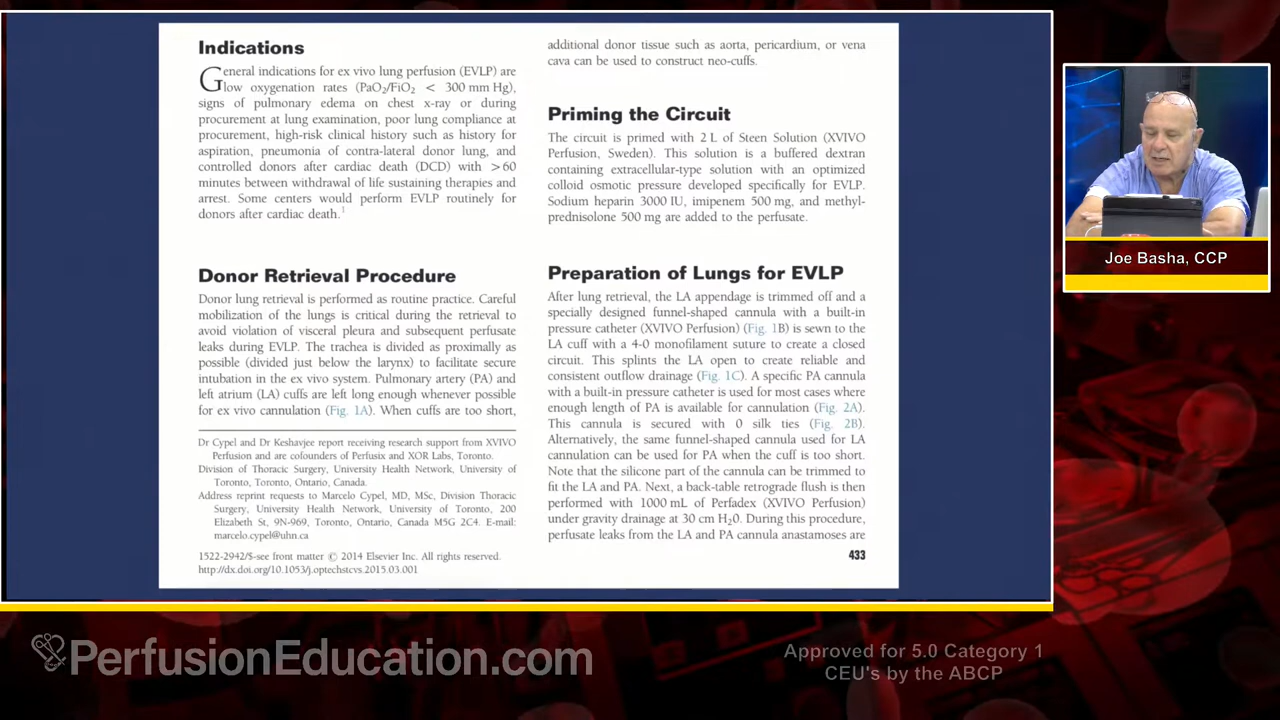 Indications
General indications for ex vivo lung perfusion (EVLP) are
low oxygenation rates (PaO2/FiO2 < 300 mm Hg),
signs of pulmonary edema on chest x-ray or during
procurement at lung examination, poor lung compliance at
procurement, high-risk clinical history such as history for
aspiration, pneumonia of contra-lateral donor lung, and
controlled donors after cardiac death (DCD) with >60
minutes between withdrawal of life sustaining therapies and
arrest. Some centers would perform EVLP routinely for
donors after cardiac death.1
Donor Retrieval Procedure
Donor lung retrieval is performed as routine practice. Careful
mobilization of the lungs is critical during the retrieval to
avoid violation of visceral pleura and subsequent perfusate
leaks during EVLP. The trachea is divided as proximally as
possible (divided just below the larynx) to facilitate secure
intubation in the ex vivo system. Pulmonary artery (PA) and
left atrium (LA) cuffs are left long enough whenever possible
for ex vivo cannulation (Fig. 1A). When cuffs are too short,
Dr Cypel and Dr Keshavjee report receiving research support from XVIVO
Perfusion and are cofounders of Perfusix and XOR Labs, Toronto.
Division of Thoracic Surgery, University Health Network, University of
Toronto, Toronto, Ontario, Canada.
Address reprint requests to Marcelo Cypel, MD, MSc, Division Thoracic
Surgery, University Health Network, University of Toronto, 200
Elizabeth St, 9N-969, Toronto, Ontario, Canada M5G 2C4. E-mail:
marcelo.cypel@uhn.ca
1522-2942/$-see front matter © 2014 Elsevier Inc. All rights reserved.
http://dx.doi.org/10.1053/j.optechstcvs.2015.03.001
additional donor tissue such as aorta, pericardium, or vena
cava can be used to construct neo-cuffs.
Priming the Circuit
The circuit is primed with 2 L of Steen Solution (XVIVO
Perfusion, Sweden). This solution is a buffered dextran
containing extracellular-type solution with an optimized
colloid osmotic pressure developed specifically for EVLP.
Sodium heparin 3000 IU, imipenem 500 mg, and methyl-
prednisolone 500 mg are added to the perfusate.
Preparation of Lungs for EVLP
After lung retrieval, the LA appendage is trimmed off and a
specially designed funnel-shaped cannula with a built-in
pressure catheter (XVIVO Perfusion) (Fig. 1B) is sewn to the
LA cuff with a 4-0 monofilament suture to create a closed
circuit. This splints the LA open to create reliable and
consistent outflow drainage (Fig. 1C). A specific PA cannula
with a built-in pressure catheter is used for most cases where
enough length of PA is available for cannulation (Fig. 2A).
This cannula is secured with 0 silk ties (Fig. 2B).
Alternatively, the same funnel-shaped cannula used for LA
cannulation can be used for PA when the cuff is too short.
Note that the silicone part of the cannula can be trimmed to
fit the LA and PA. Next, a back-table retrograde flush is then
performed with 1000 mL of Perfadex (XVIVO Perfusion)
under gravity drainage at 30 cm H20. During this procedure,
perfusate leaks from the LA and PA cannula anastamoses are
433
Joe Basha, CCP
PerfusionEducation.com
Approved for 5.0 Category 1
CEU's by the ABCP